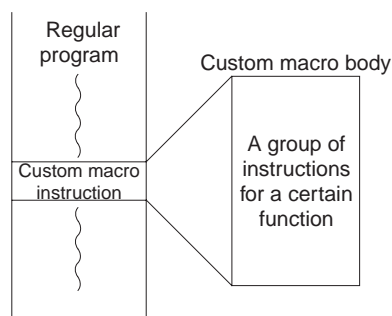 Regular
program
Custom macro
instruction
Custom macro body
A group of
instructions
for a certain
function